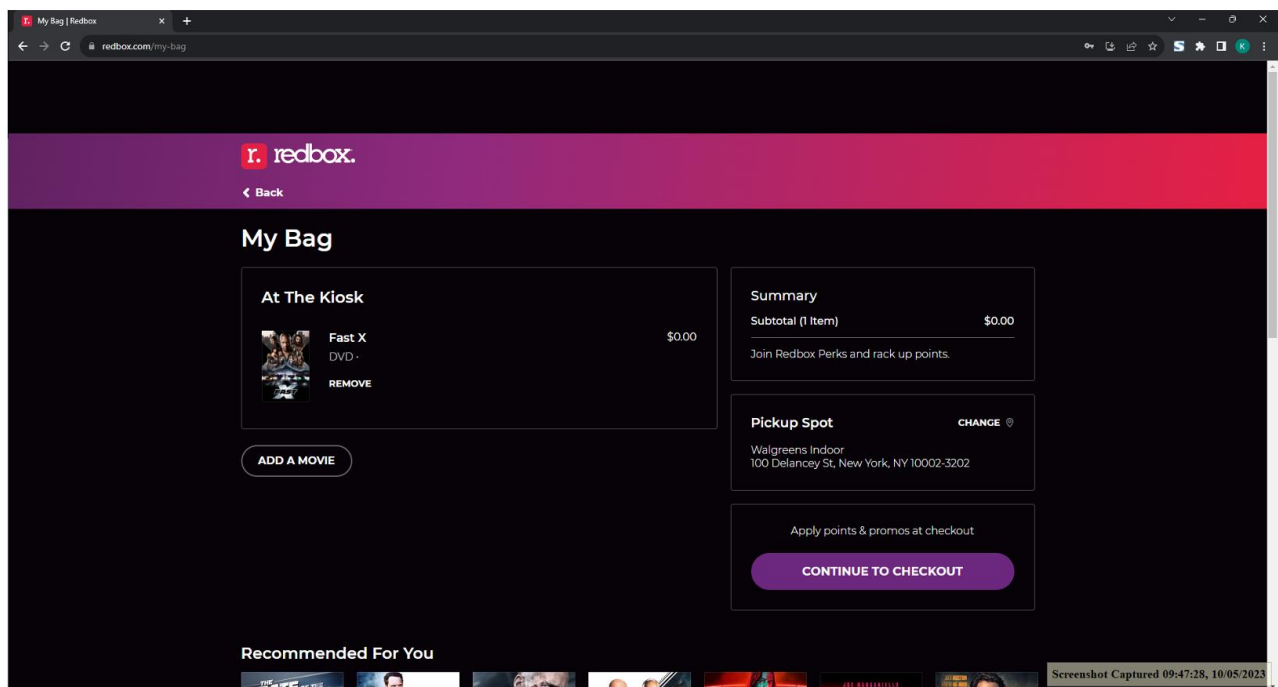 My Bag | Redbox
redbox.com/my-bag
K
r. redbox.
Back
My Bag
At The Kiosk
Fast X
$0.00
DVD ·
REMOVE
ADD A MOVIE
Summary
Subtotal (1 Item) $0.00
Join Redbox Perks and rack up points.
Pickup Spot CHANGE
Walgreens Indoor
100 Delancey St, New York, NY 10002-3202
Apply points & promos at checkout
CONTINUE TO CHECKOUT
Recommended For You
Screenshot Captured 09:47:28, 10/05/2023